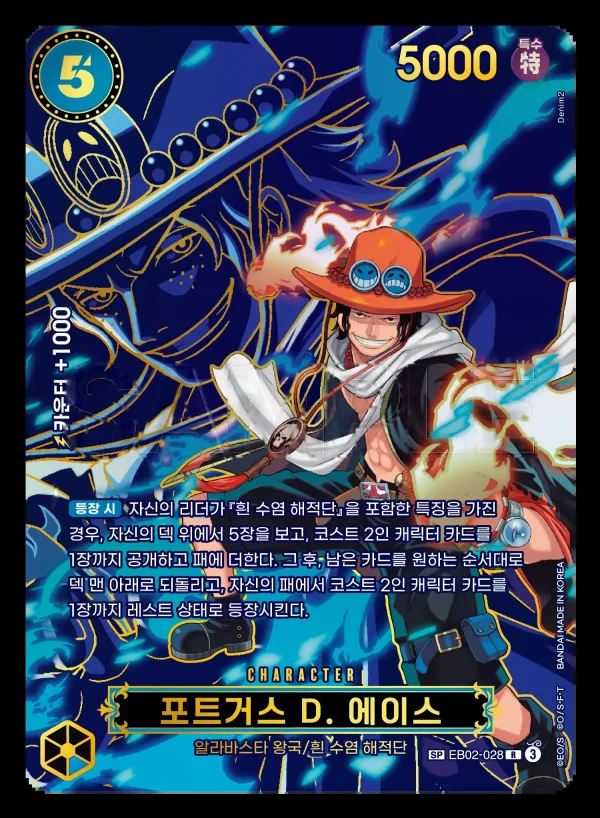 5
5000
특수
特
Denim2
카운터 +1000
SAMPLE
등장 시 자신의 리더가 『흰 수염 해적단』을 포함한 특징을 가진
경우, 자신의 덱 위에서 5장을 보고, 코스트 2인 캐릭터 카드를
1장까지 공개하고 패에 더한다. 그 후, 남은 카드를 원하는 순서대로
덱 맨 아래로 되돌리고, 자신의 패에서 코스트 2인 캐릭터 카드를
1장까지 레스트 상태로 등장시킨다.
BANDAI MADE IN KOREA
©EO/S ©O/S・F・T
CHARACTER
포트거스 D. 에이스
알라바스타 왕국/흰 수염 해적단
SP EB02-028 R 3